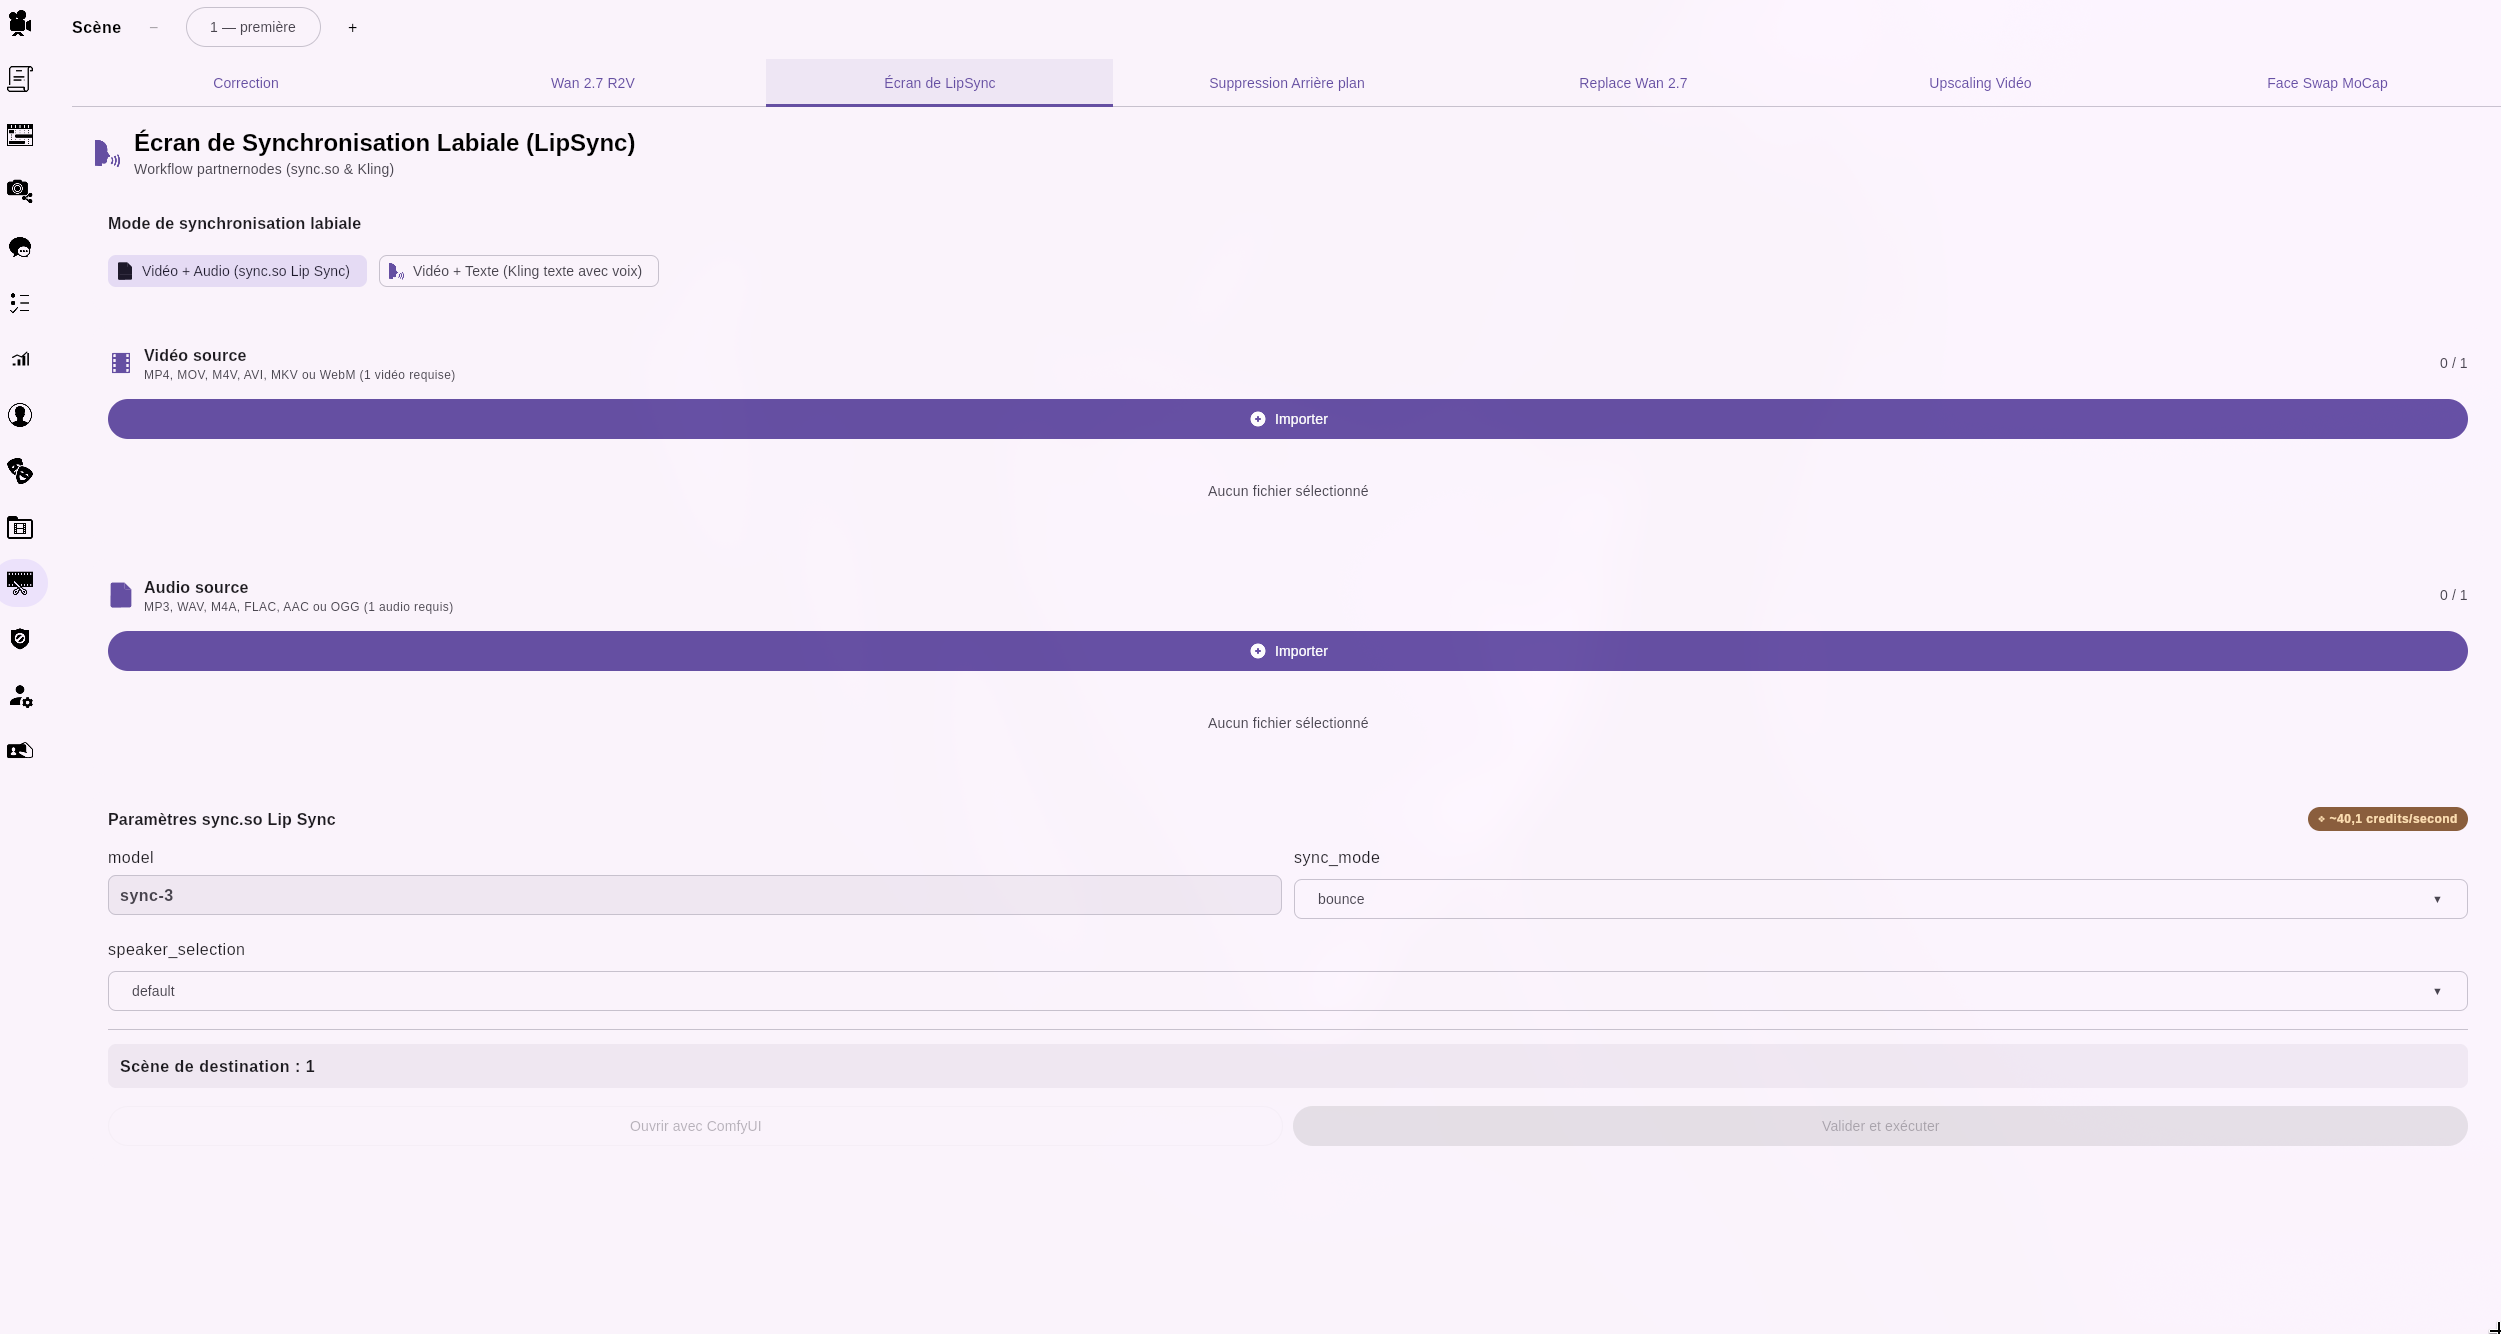 Scène − 1 — première +
Correction Wan 2.7 R2V Écran de LipSync Suppression Arrière plan Replace Wan 2.7 Upscaling Vidéo Face Swap MoCap
Écran de Synchronisation Labiale (LipSync)
Workflow partnernodes (sync.so & Kling)
Mode de synchronisation labiale
Vidéo + Audio (sync.so Lip Sync) Vidéo + Texte (Kling texte avec voix)
Vidéo source
MP4, MOV, M4V, AVI, MKV ou WebM (1 vidéo requise)
0 / 1
Importer
Aucun fichier sélectionné
Audio source
MP3, WAV, M4A, FLAC, AAC ou OGG (1 audio requis)
0 / 1
Importer
Aucun fichier sélectionné
Paramètres sync.so Lip Sync
~40,1 credits/second
model sync_mode
sync-3 bounce
speaker_selection
default
Scène de destination : 1
Ouvrir avec ComfyUI Valider et exécuter